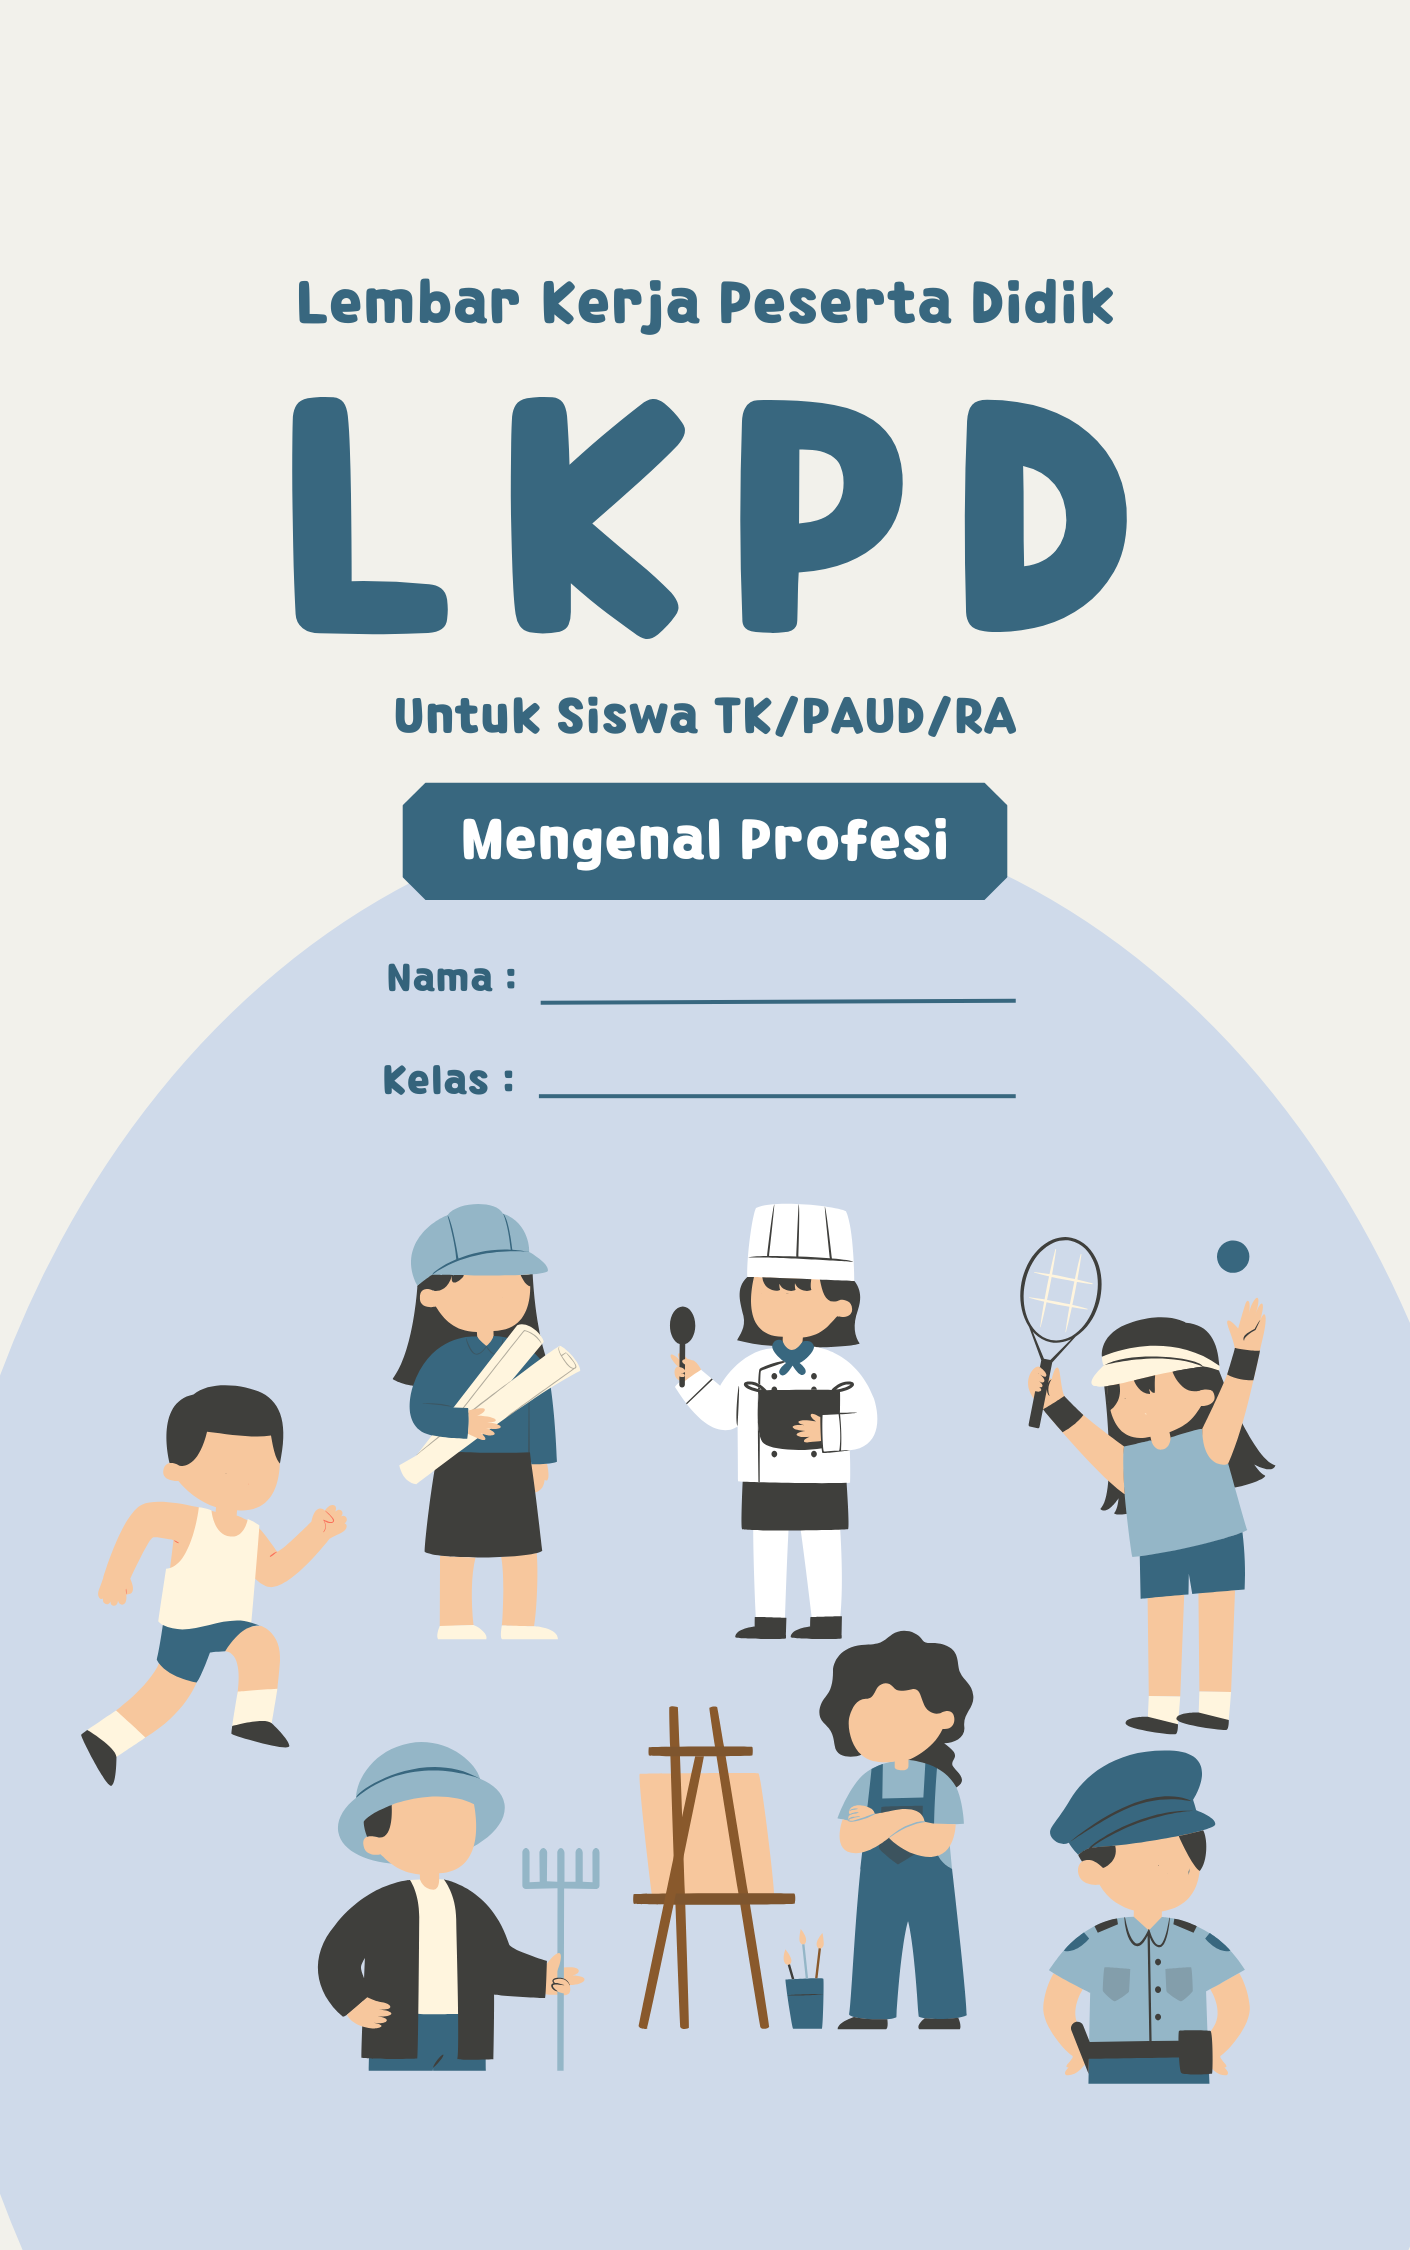 Lembar Kerja Peserta Didik
LKPD
Untuk Siswa TK/PAUD/RA
Mengenal Profesi
Nama :
Kelas :